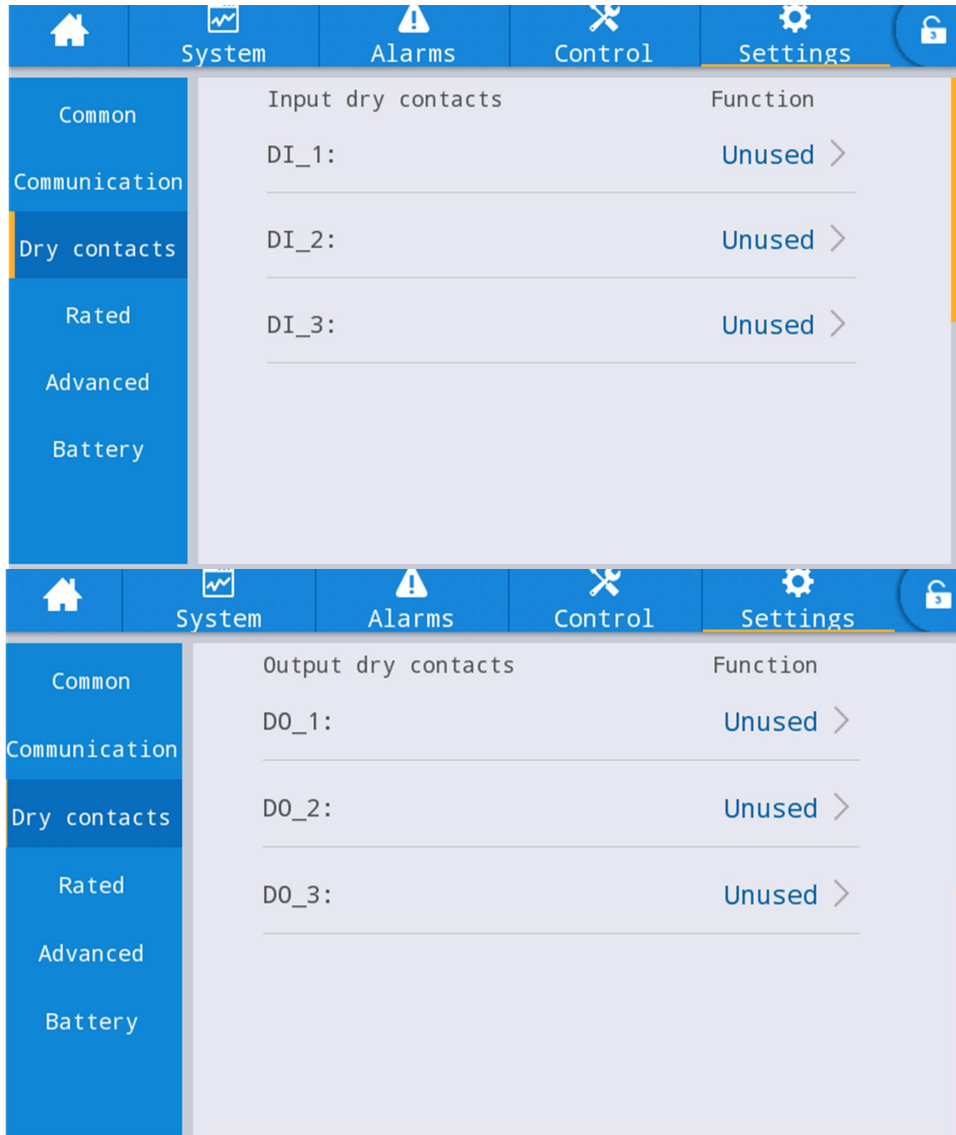 System Alarms Control Settings 3
Common
Communication
Dry contacts
Rated
Advanced
Battery
Input dry contacts Function
DI_1: Unused
DI_2: Unused
DI_3: Unused
System Alarms Control Settings 3
Common
Communication
Dry contacts
Rated
Advanced
Battery
Output dry contacts Function
DO_1: Unused
DO_2: Unused
DO_3: Unused